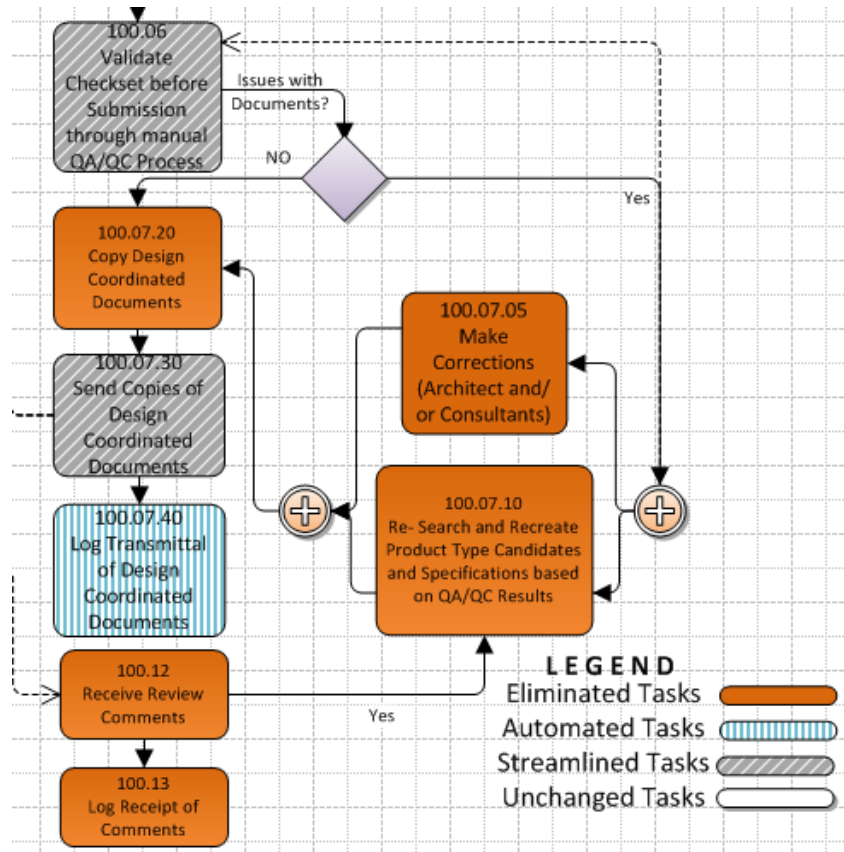 100.06
Validate
Checkset before
Submission
through manual
QA/QC Process
Issues with
Documents?
NO
Yes
100.07.20
Copy Design
Coordinated
Documents
100.07.05
Make
Corrections
(Architect and/
or Consultants)
100.07.30
Send Copies of
Design
Coordinated
Documents
100.07.10
Re- Search and Recreate
Product Type Candidates
and Specifications based
on QA/QC Results
100.07.40
Log Transmittal
of Design
Coordinated
Documents
100.12
Receive Review
Comments
Yes
100.13
Log Receipt of
Comments
LEGEND
Eliminated Tasks
Automated Tasks
Streamlined Tasks
Unchanged Tasks